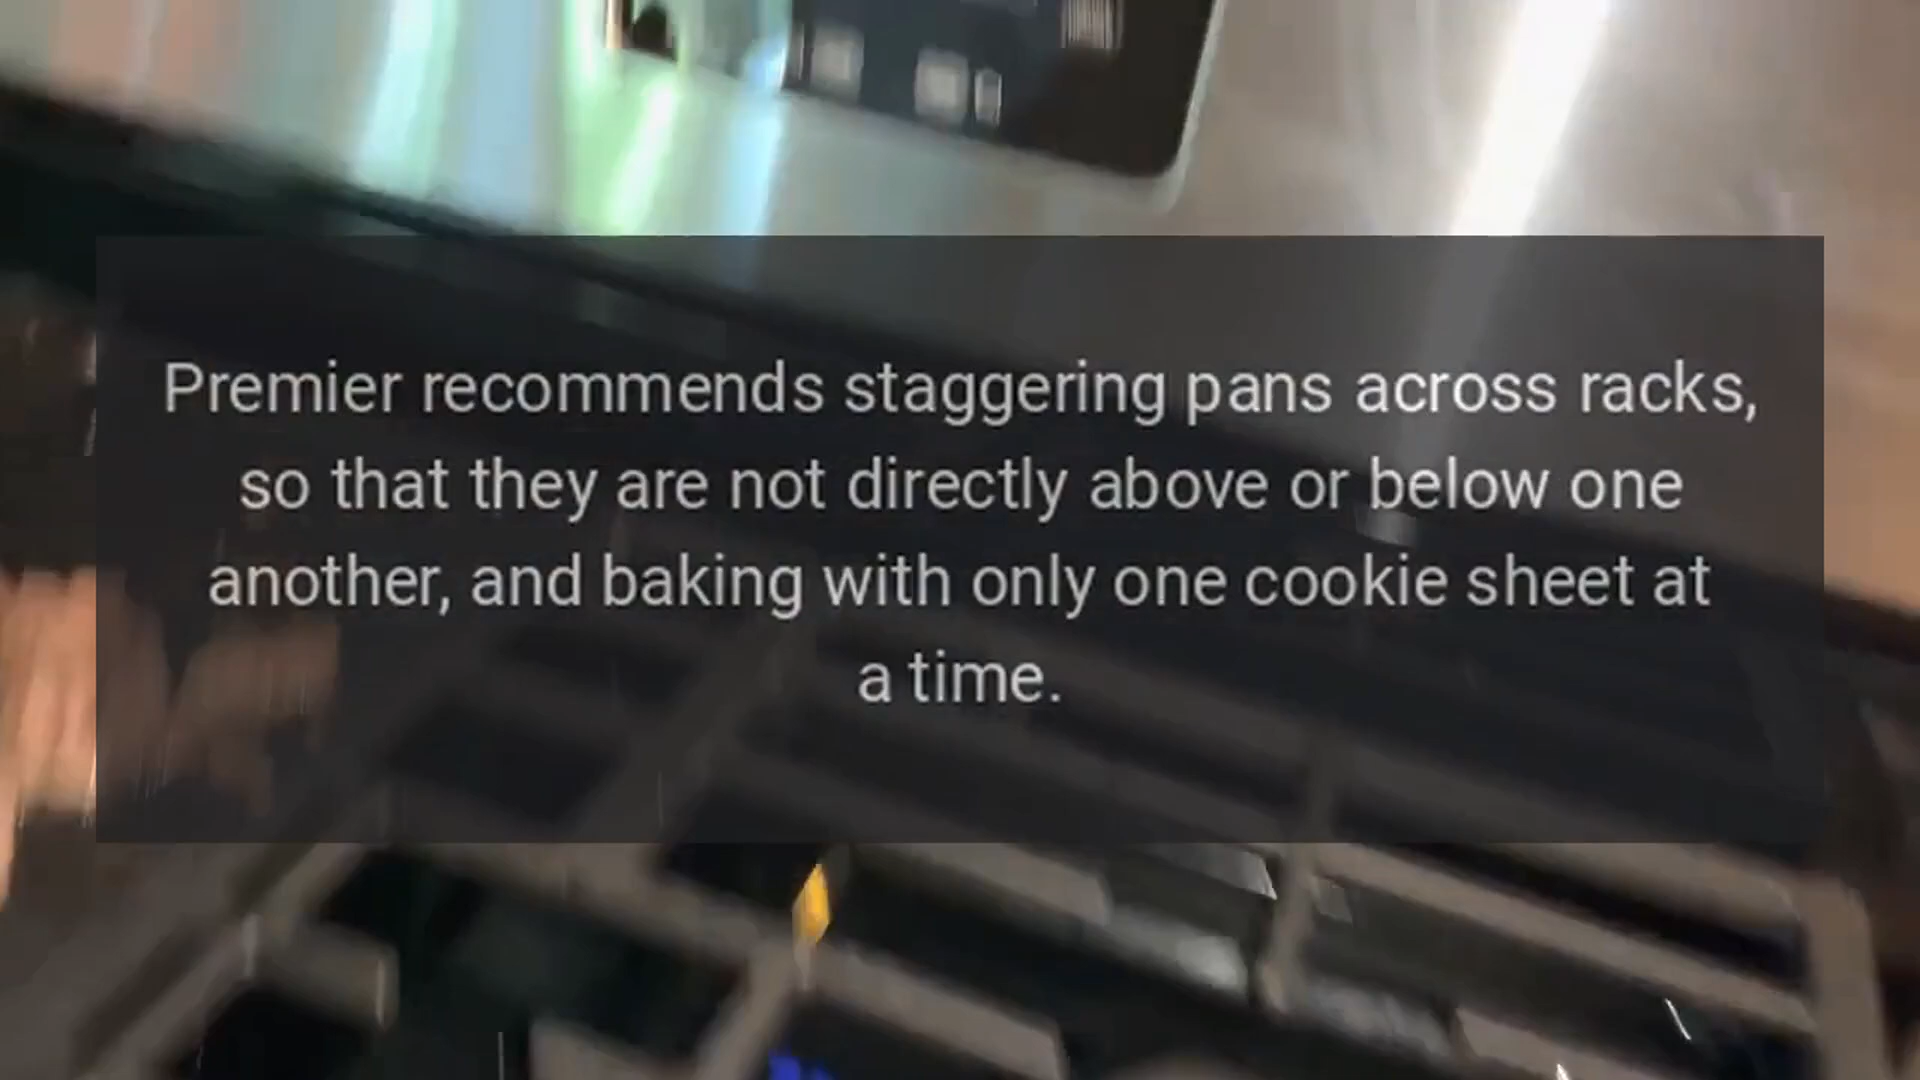 Premier recommends staggering pans across racks,
so that they are not directly above or below one
another, and baking with only one cookie sheet at
a time.